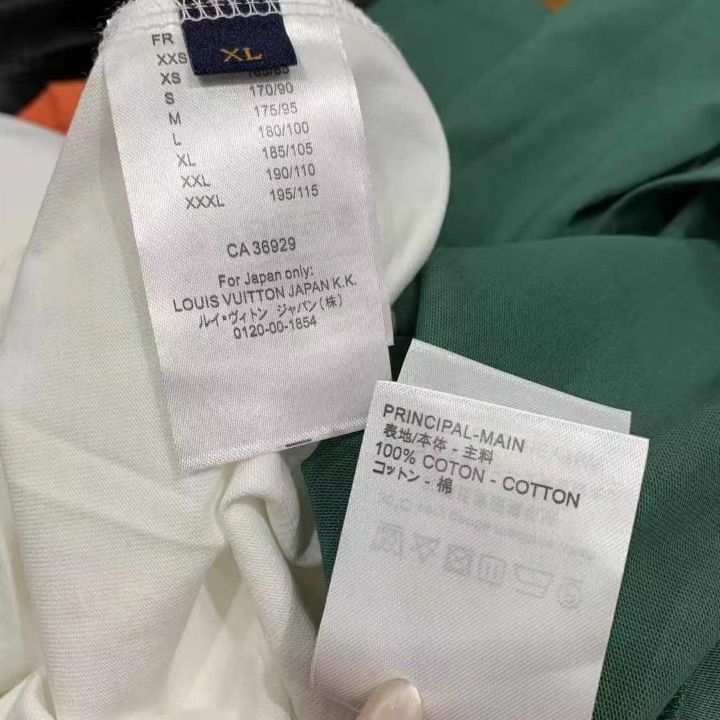 XL
FR
XXS
XS 165/85
S 170/90
M 175/95
L 180/100
XL 185/105
XXL 190/110
XXXL 195/115
CA 36929
For Japan only:
LOUIS VUITTON JAPAN K.K.
ルイ・ヴィトン ジャパン(株)
0120-00-1854
PRINCIPAL-MAIN
表地/本体 - 主料
100% COTON - COTTON
コットン - 棉